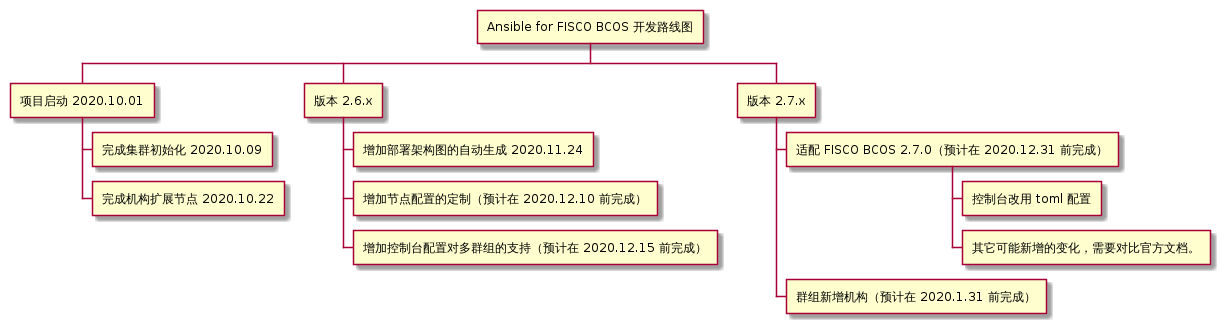 Ansible for FISCO BCOS 开发路线图
项目启动 2020.10.01
完成集群初始化 2020.10.09
完成机构扩展节点 2020.10.22
版本 2.6.x
增加部署架构图的自动生成 2020.11.24
增加节点配置的定制（预计在 2020.12.10 前完成）
增加控制台配置对多群组的支持（预计在 2020.12.15 前完成）
版本 2.7.x
适配 FISCO BCOS 2.7.0（预计在 2020.12.31 前完成）
控制台改用 toml 配置
其它可能新增的变化，需要对比官方文档。
群组新增机构（预计在 2020.1.31 前完成）